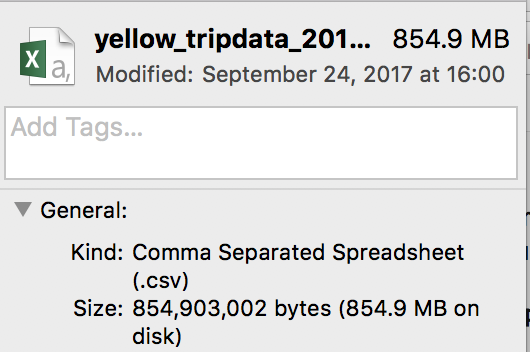 yellow_tripdata_201... 854.9 MB
Modified: September 24, 2017 at 16:00
Add Tags...
General:
Kind: Comma Separated Spreadsheet
(.csv)
Size: 854,903,002 bytes (854.9 MB on
disk)